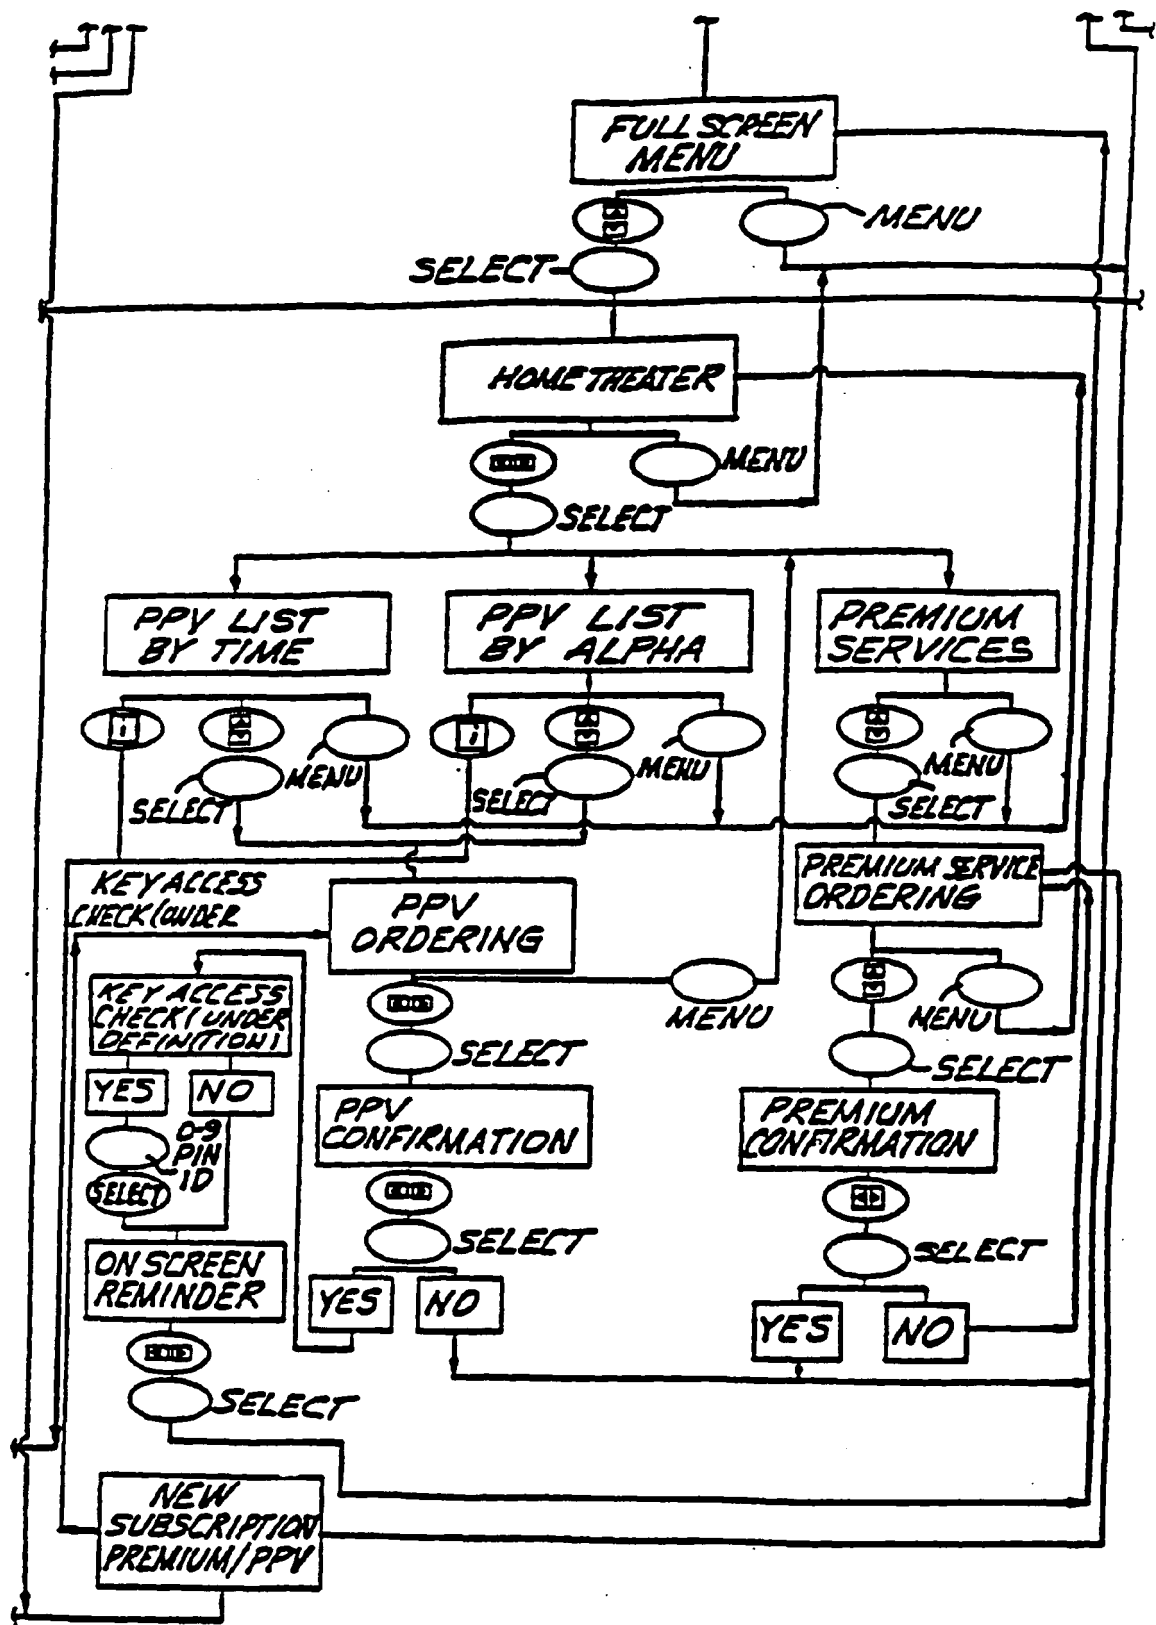 FULL SCREEN
MENU
MENU
SELECT
HOME THEATER
MENU
SELECT
PPV LIST
BY TIME
PPV LIST
BY ALPHA
PREMIUM
SERVICES
i
i
SELECT
MENU
SELECT
MENU
MENU
SELECT
KEY ACCESS
CHECK (UNDER
PPV
ORDERING
PREMIUM SERVICE
ORDERING
KEY ACCESS
CHECK (UNDER
DEFINITION)
MENU
MENU
SELECT
SELECT
YES
NO
0-9
PIN
ID
SELECT
PPV
CONFIRMATION
PREMIUM
CONFIRMATION
SELECT
SELECT
ON SCREEN
REMINDER
YES
NO
YES
NO
SELECT
NEW
SUBSCRIPTION
PREMIUM/PPV